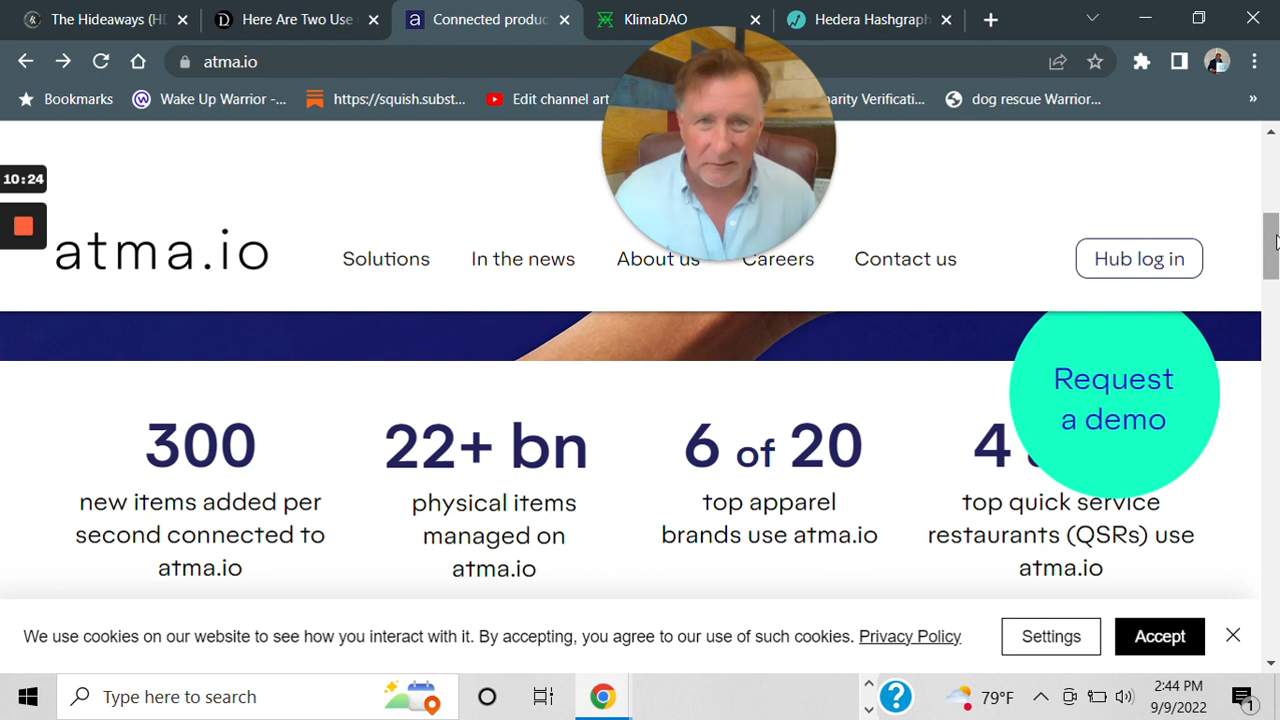 The Hideaways (H
Here Are Two Use
a Connected produc
KlimaDAO
Hedera Hashgraph
atma.io
Bookmarks
Wake Up Warrior -...
https://squish.subst...
Edit channel art
arity Verificati...
dog rescue Warrior...
»
10:24
atma.io
Solutions
In the news
About us
Careers
Contact us
Hub log in
Request
a demo
300
new items added per
second connected to
atma.io
22+ bn
physical items
managed on
atma.io
6 of 20
top apparel
brands use atma.io
4
top quick service
restaurants (QSRs) use
atma.io
We use cookies on our website to see how you interact with it. By accepting, you agree to our use of such cookies. Privacy Policy
Settings
Accept
Type here to search
79°F
2:44 PM
9/9/2022
1